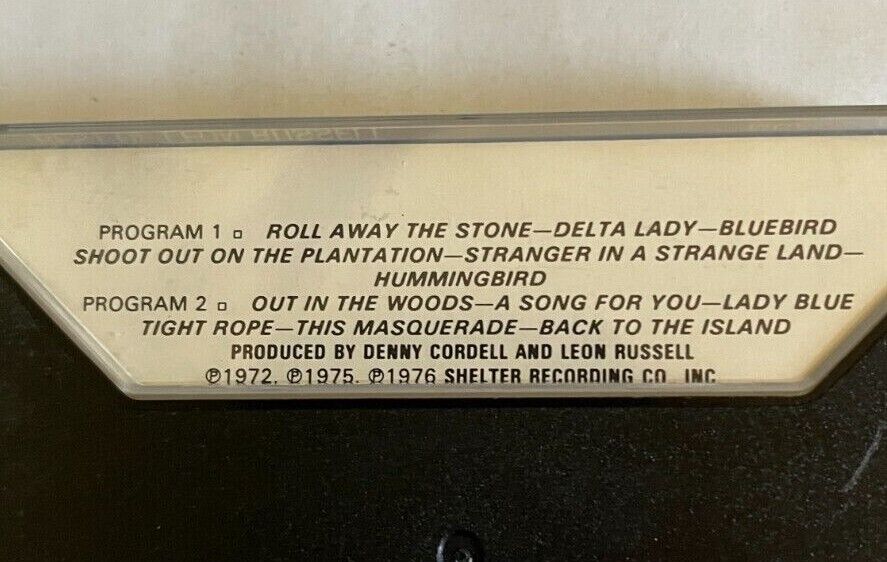 PROGRAM 1 □ ROLL AWAY THE STONE—DELTA LADY—BLUEBIRD
SHOOT OUT ON THE PLANTATION—STRANGER IN A STRANGE LAND—
HUMMINGBIRD
PROGRAM 2 □ OUT IN THE WOODS—A SONG FOR YOU—LADY BLUE
TIGHT ROPE—THIS MASQUERADE—BACK TO THE ISLAND
PRODUCED BY DENNY CORDELL AND LEON RUSSELL
℗1972, ℗1975, ℗1976 SHELTER RECORDING CO., INC.